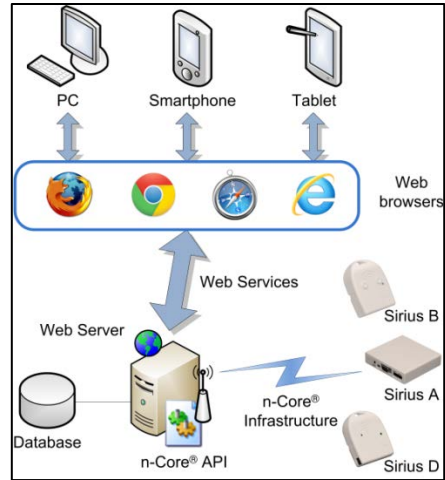 PC
Smartphone
Tablet
Web
browsers
Web Services
Web Server
Sirius B
Sirius A
n-Core®
Infrastructure
Database
n-Core® API
Sirius D